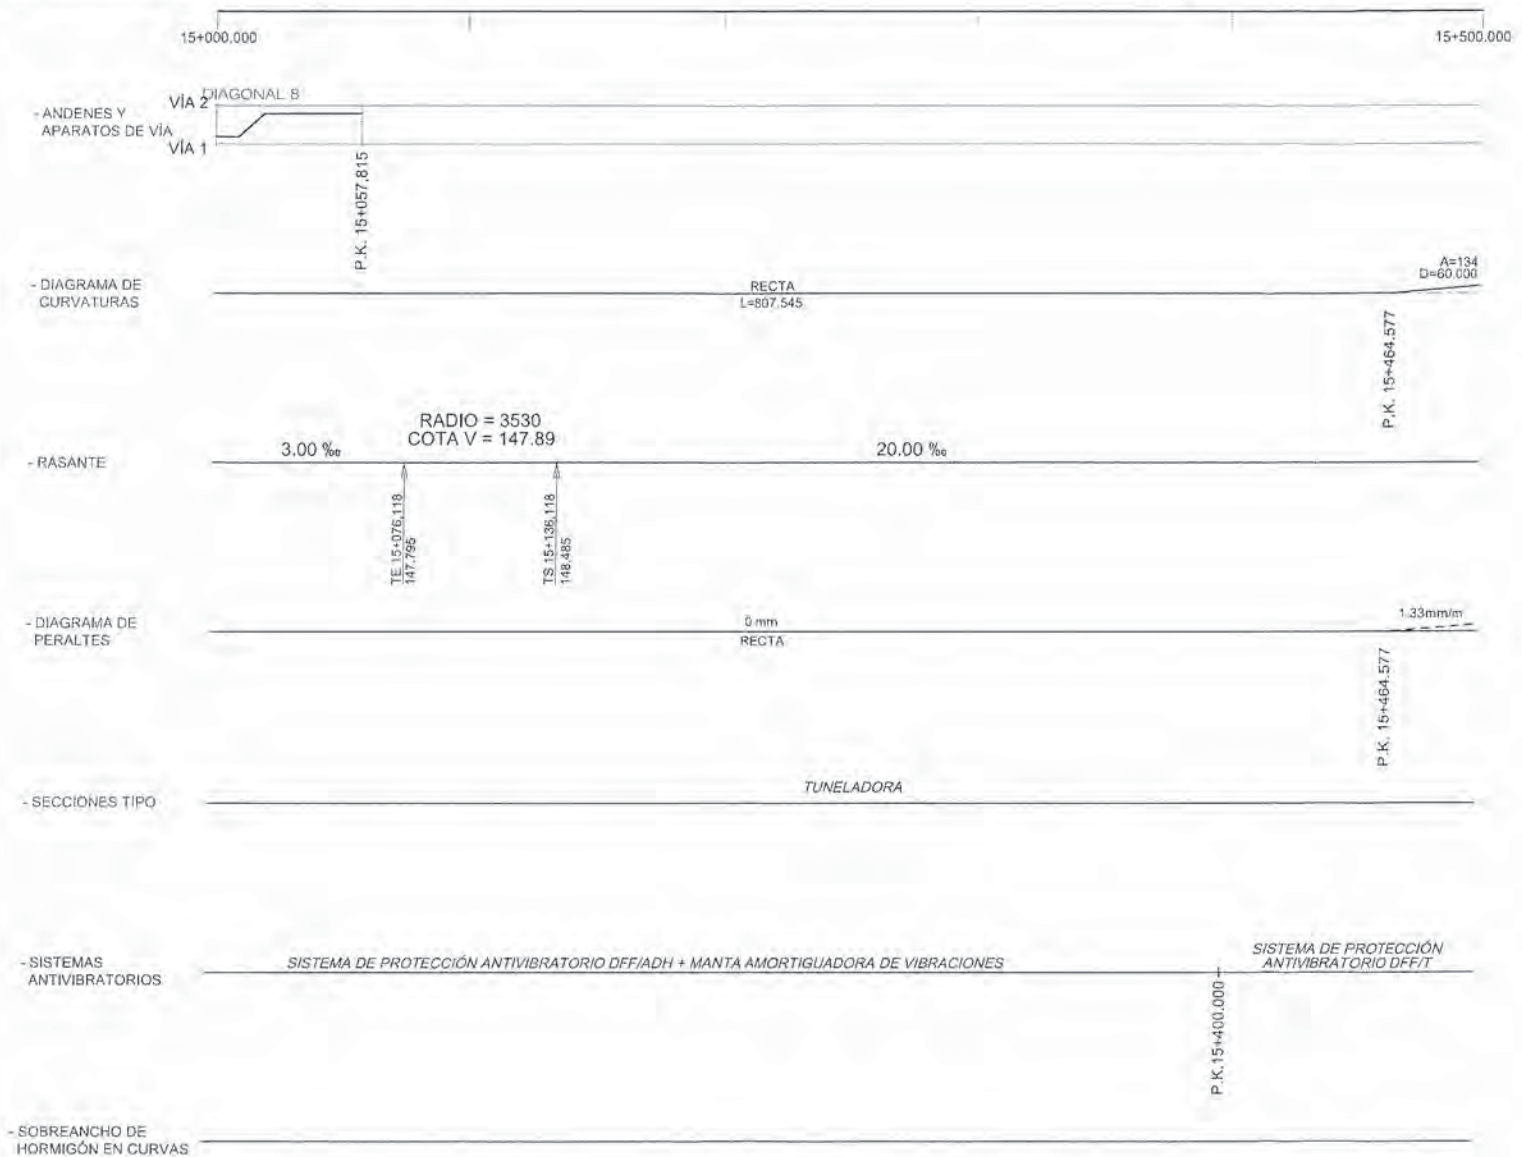 15+000.000
15+500.000
- ANDENES Y
APARATOS DE VÍA
VÍA 2
DIAGONAL 8
VÍA 1
P.K. 15+057,815
- DIAGRAMA DE
CURVATURAS
RECTA
L=807.545
A=134
D=60.000
P.K. 15+464.577
- RASANTE
3.00 ‰
RADIO = 3530
COTA V = 147.89
20.00 ‰
TE 15+076,118
147.795
TS 15+136,118
148.485
- DIAGRAMA DE
PERALTES
0 mm
RECTA
1.33mm/m
P.K. 15+464.577
- SECCIONES TIPO
TUNELADORA
- SISTEMAS
ANTIVIBRATORIOS
SISTEMA DE PROTECCIÓN ANTIVIBRATORIO DFF/ADH + MANTA AMORTIGUADORA DE VIBRACIONES
SISTEMA DE PROTECCIÓN
ANTIVIBRATORIO DFF/T
P.K.15+400.000
- SOBREANCHO DE
HORMIGÓN EN CURVAS